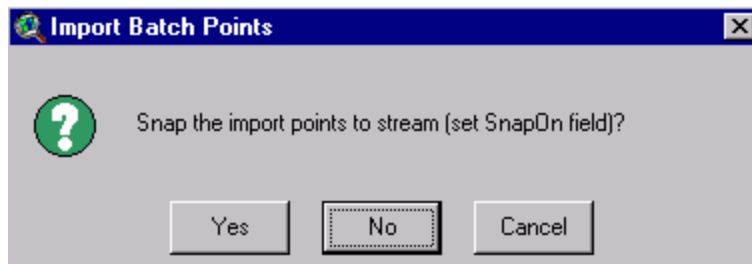 Import Batch Points
Snap the import points to stream (set SnapOn field)?
Yes No Cancel